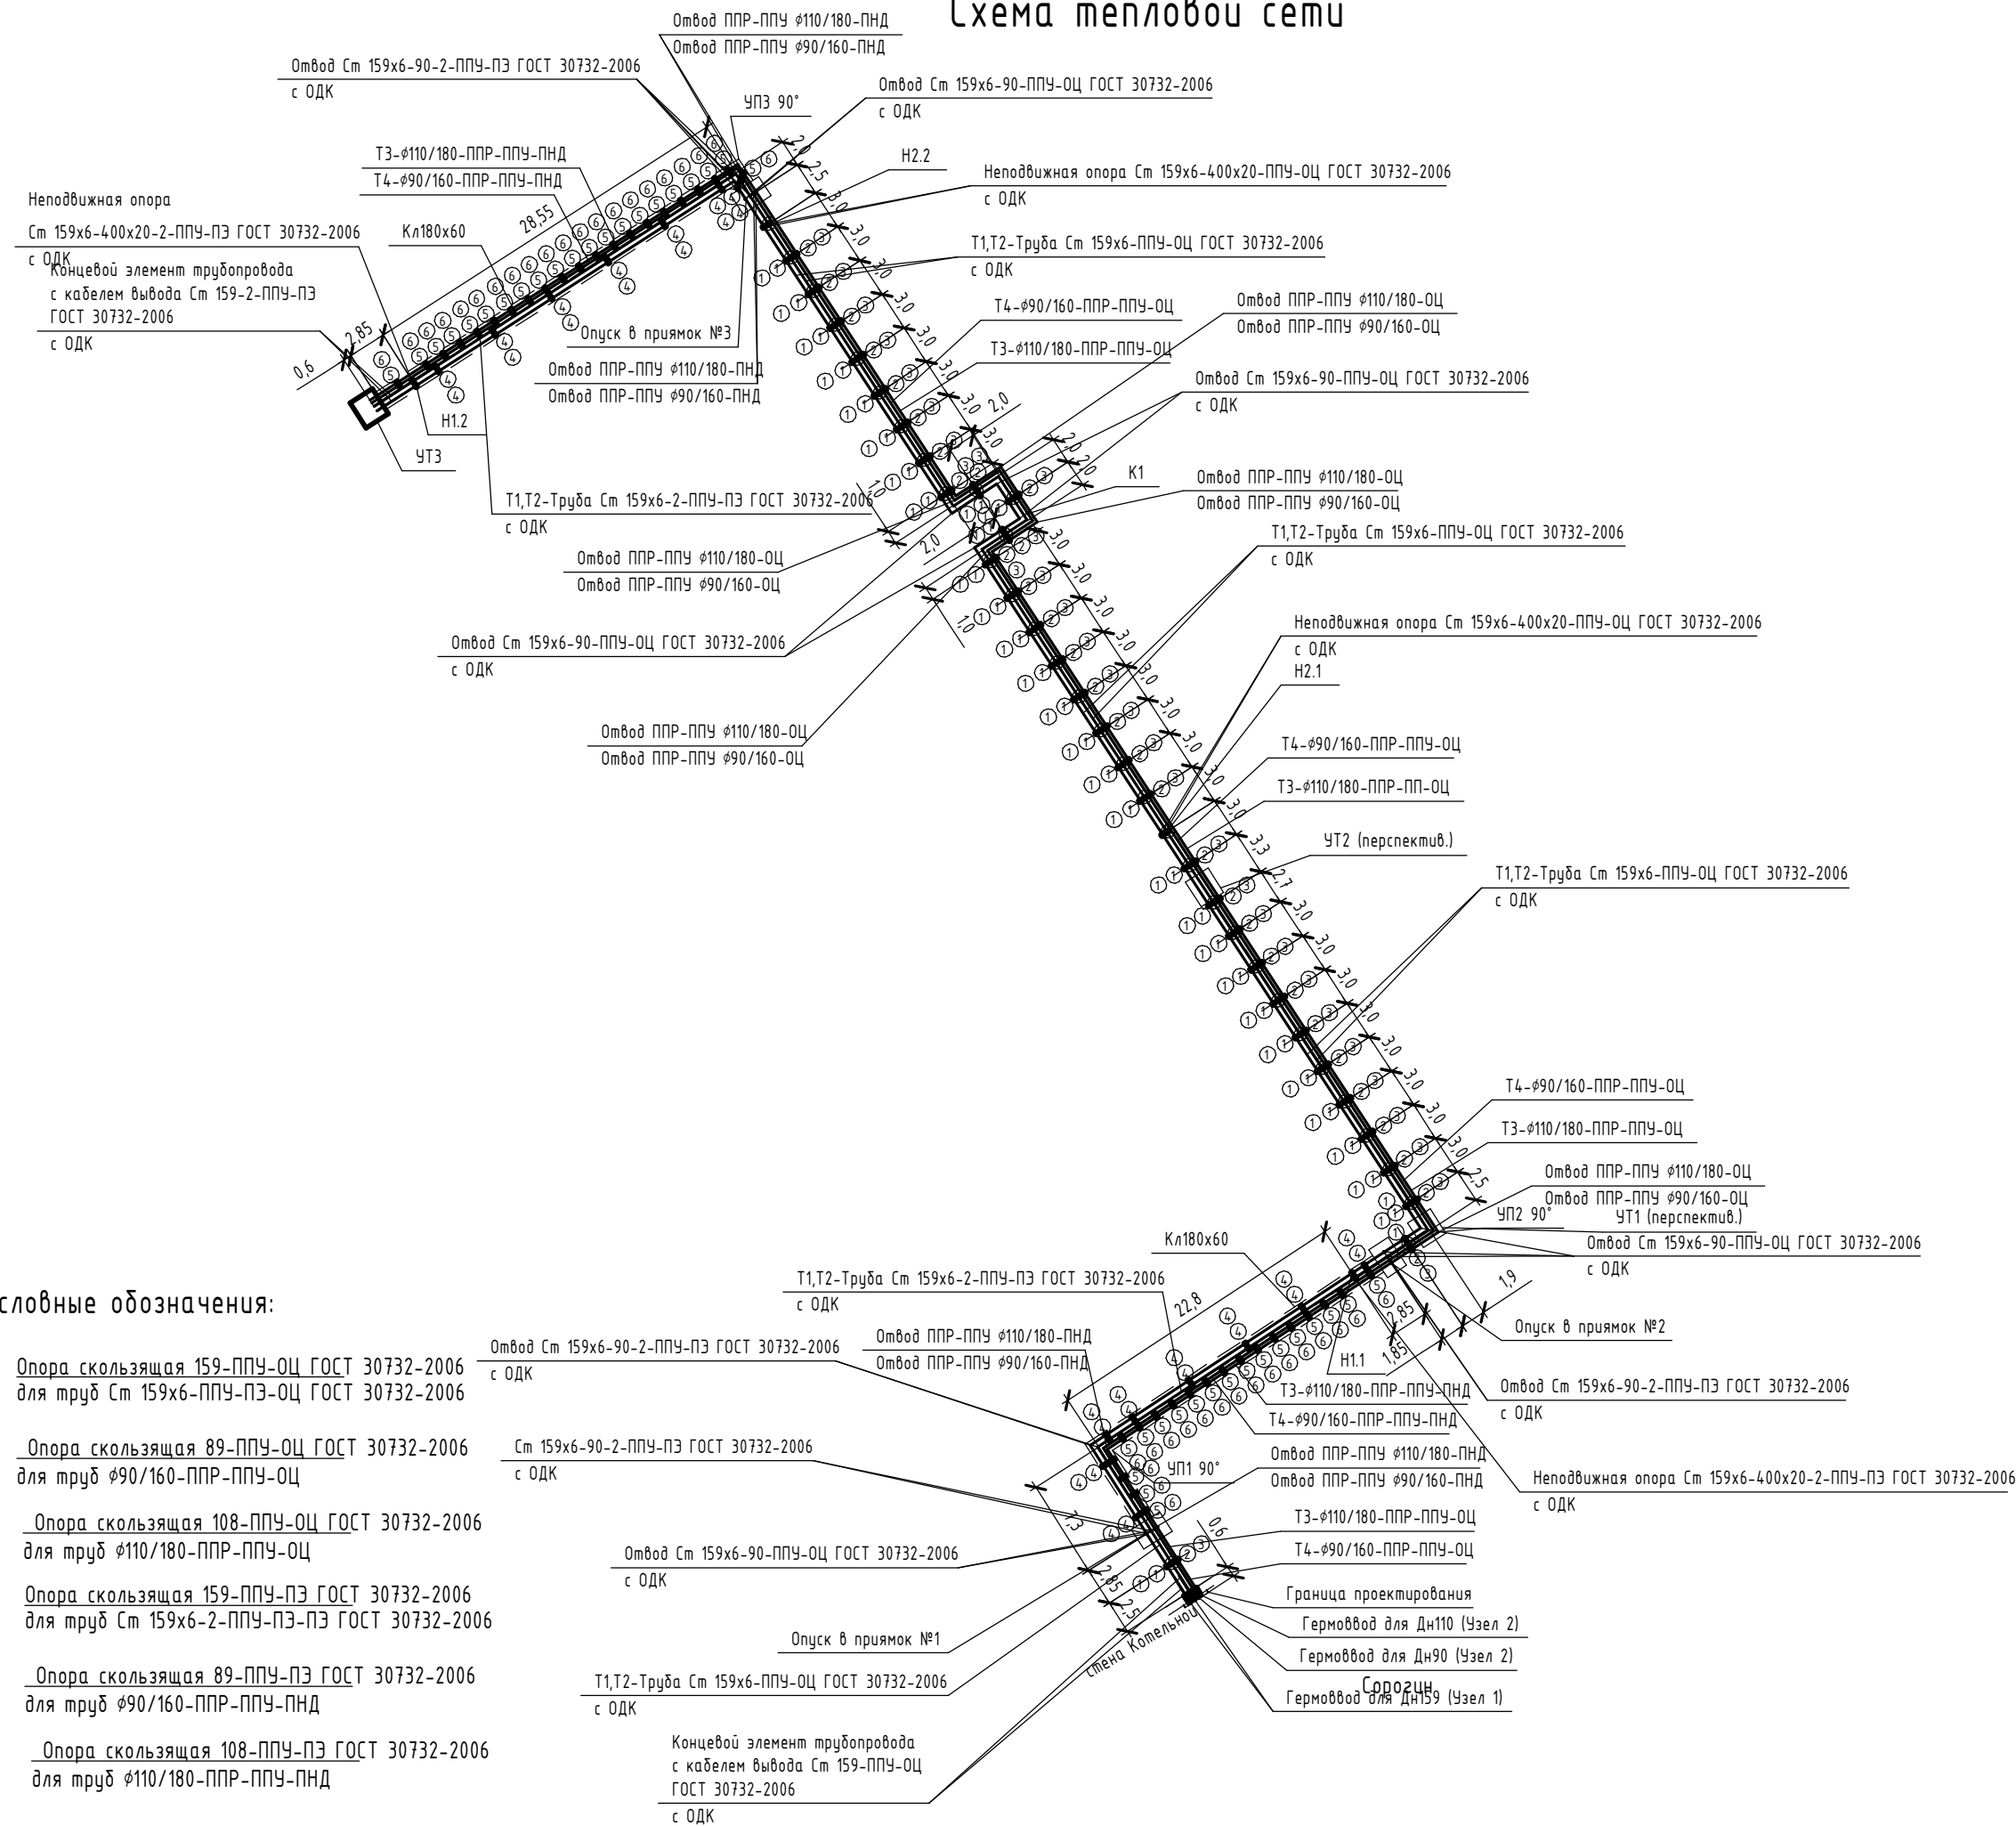 Схема тепловой сети
Отвод ППР-ППУ φ110/180-ПНД
Отвод ППР-ППУ φ90/160-ПНД
Отвод Ст 159х6-90-2-ППУ-ПЭ ГОСТ 30732-2006
с ОДК
Отвод Ст 159х6-90-ППУ-ОЦ ГОСТ 30732-2006
с ОДК
УП3 90°
Т3-φ110/180-ППР-ППУ-ПНД
Т4-φ90/160-ППР-ППУ-ПНД
Н2.2
Неподвижная опора Ст 159х6-400х20-ППУ-ОЦ ГОСТ 30732-2006
с ОДК
Неподвижная опора
Ст 159х6-400х20-2-ППУ-ПЭ ГОСТ 30732-2006
с ОДК
Кл180х60
28,55
Концевой элемент трубопровода
с кабелем вывода Ст 159-2-ППУ-ПЭ
ГОСТ 30732-2006
с ОДК
2,85
0,6
Т1,Т2-Труба Ст 159х6-ППУ-ОЦ ГОСТ 30732-2006
с ОДК
Т4-φ90/160-ППР-ППУ-ОЦ
Т3-φ110/180-ППР-ППУ-ОЦ
Отвод ППР-ППУ φ110/180-ОЦ
Отвод ППР-ППУ φ90/160-ОЦ
Опуск в приямок №3
Отвод ППР-ППУ φ110/180-ПНД
Отвод ППР-ППУ φ90/160-ПНД
Отвод Ст 159х6-90-ППУ-ОЦ ГОСТ 30732-2006
с ОДК
Н1.2
УТ3
К1
Отвод ППР-ППУ φ110/180-ОЦ
Отвод ППР-ППУ φ90/160-ОЦ
Т1,Т2-Труба Ст 159х6-2-ППУ-ПЭ ГОСТ 30732-2006
с ОДК
Т1,Т2-Труба Ст 159х6-ППУ-ОЦ ГОСТ 30732-2006
с ОДК
Отвод ППР-ППУ φ110/180-ОЦ
Отвод ППР-ППУ φ90/160-ОЦ
Отвод Ст 159х6-90-ППУ-ОЦ ГОСТ 30732-2006
с ОДК
Неподвижная опора Ст 159х6-400х20-ППУ-ОЦ ГОСТ 30732-2006
с ОДК
Н2.1
Отвод ППР-ППУ φ110/180-ОЦ
Отвод ППР-ППУ φ90/160-ОЦ
Т4-φ90/160-ППР-ППУ-ОЦ
Т3-φ110/180-ППР-ПП-ОЦ
УТ2 (перспектив.)
3,3
2,7
Т1,Т2-Труба Ст 159х6-ППУ-ОЦ ГОСТ 30732-2006
с ОДК
Т4-φ90/160-ППР-ППУ-ОЦ
Т3-φ110/180-ППР-ППУ-ОЦ
2,5
Отвод ППР-ППУ φ110/180-ОЦ
Отвод ППР-ППУ φ90/160-ОЦ
УП2 90°
УТ1 (перспектив.)
Отвод Ст 159х6-90-ППУ-ОЦ ГОСТ 30732-2006
с ОДК
Кл180х60
Т1,Т2-Труба Ст 159х6-2-ППУ-ПЭ ГОСТ 30732-2006
с ОДК
22,8
1,9
2,85
1,85
Опуск в приямок №2
Н1.1
Отвод Ст 159х6-90-2-ППУ-ПЭ ГОСТ 30732-2006
с ОДК
Отвод ППР-ППУ φ110/180-ПНД
Отвод ППР-ППУ φ90/160-ПНД
Отвод Ст 159х6-90-2-ППУ-ПЭ ГОСТ 30732-2006
с ОДК
Т3-φ110/180-ППР-ППУ-ПНД
Т4-φ90/160-ППР-ППУ-ПНД
Ст 159х6-90-2-ППУ-ПЭ ГОСТ 30732-2006
с ОДК
УП1 90°
Отвод ППР-ППУ φ110/180-ПНД
Отвод ППР-ППУ φ90/160-ПНД
Неподвижная опора Ст 159х6-400х20-2-ППУ-ПЭ ГОСТ 30732-2006
с ОДК
Т3-φ110/180-ППР-ППУ-ОЦ
Т4-φ90/160-ППР-ППУ-ОЦ
7,3
0,6
2,85
2,5
Отвод Ст 159х6-90-ППУ-ОЦ ГОСТ 30732-2006
с ОДК
Граница проектирования
Гермоввод для Дн110 (Узел 2)
Гермоввод для Дн90 (Узел 2)
Сорогин
Гермоввод для Дн159 (Узел 1)
стена Котельной
Опуск в приямок №1
Т1,Т2-Труба Ст 159х6-ППУ-ОЦ ГОСТ 30732-2006
с ОДК
Концевой элемент трубопровода
с кабелем вывода Ст 159-ППУ-ОЦ
ГОСТ 30732-2006
с ОДК
словные обозначения:
Опора скользящая 159-ППУ-ОЦ ГОСТ 30732-2006
для труб Ст 159х6-ППУ-ПЭ-ОЦ ГОСТ 30732-2006
Опора скользящая 89-ППУ-ОЦ ГОСТ 30732-2006
для труб φ90/160-ППР-ППУ-ОЦ
Опора скользящая 108-ППУ-ОЦ ГОСТ 30732-2006
для труб φ110/180-ППР-ППУ-ОЦ
Опора скользящая 159-ППУ-ПЭ ГОСТ 30732-2006
для труб Ст 159х6-2-ППУ-ПЭ-ПЭ ГОСТ 30732-2006
Опора скользящая 89-ППУ-ПЭ ГОСТ 30732-2006
для труб φ90/160-ППР-ППУ-ПНД
Опора скользящая 108-ППУ-ПЭ ГОСТ 30732-2006
для труб φ110/180-ППР-ППУ-ПНД